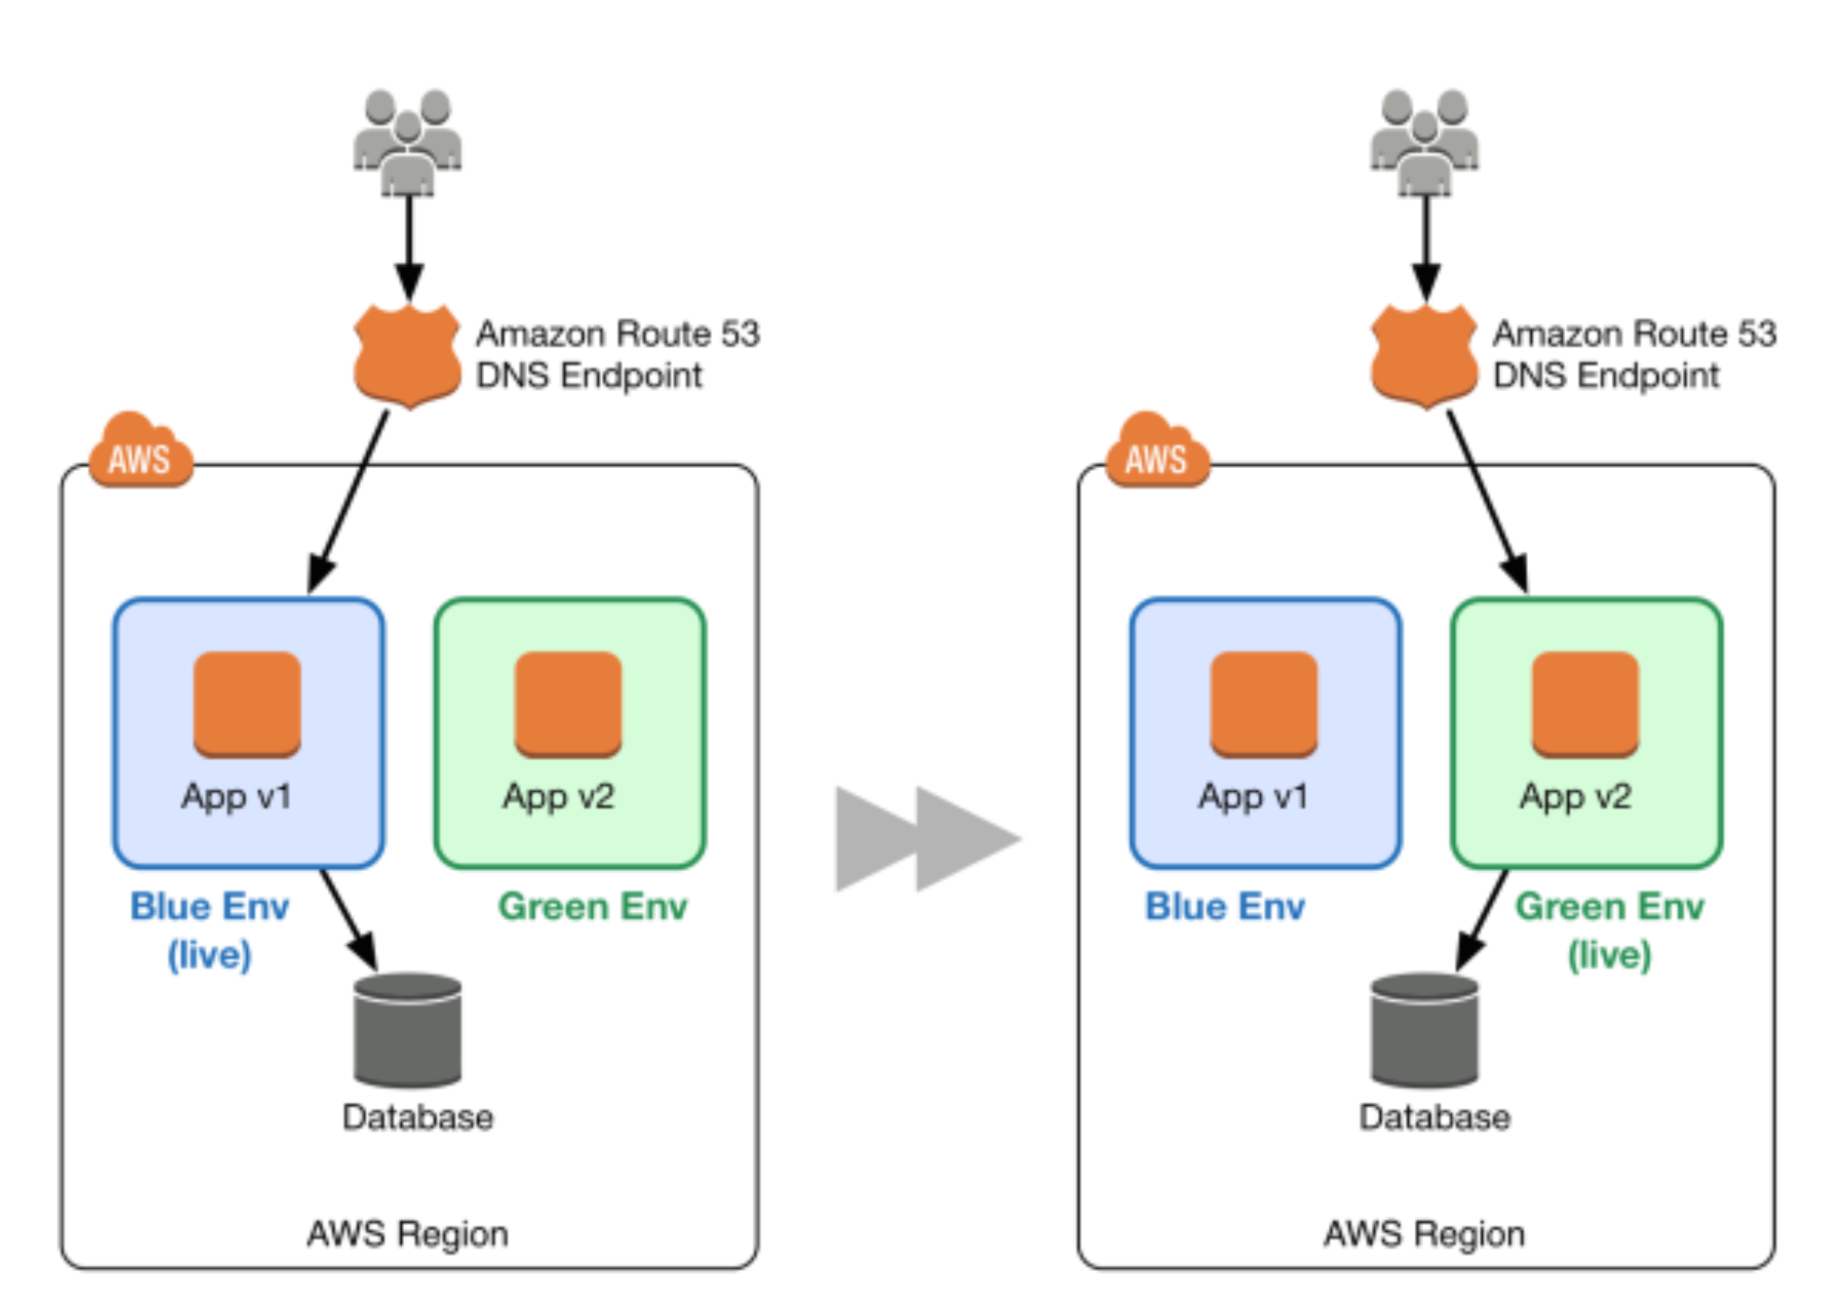 Amazon Route 53
DNS Endpoint
AWS
App v1
App v2
Blue Env
(live)
Green Env
Database
AWS Region
Amazon Route 53
DNS Endpoint
AWS
App v1
App v2
Blue Env
Green Env
(live)
Database
AWS Region